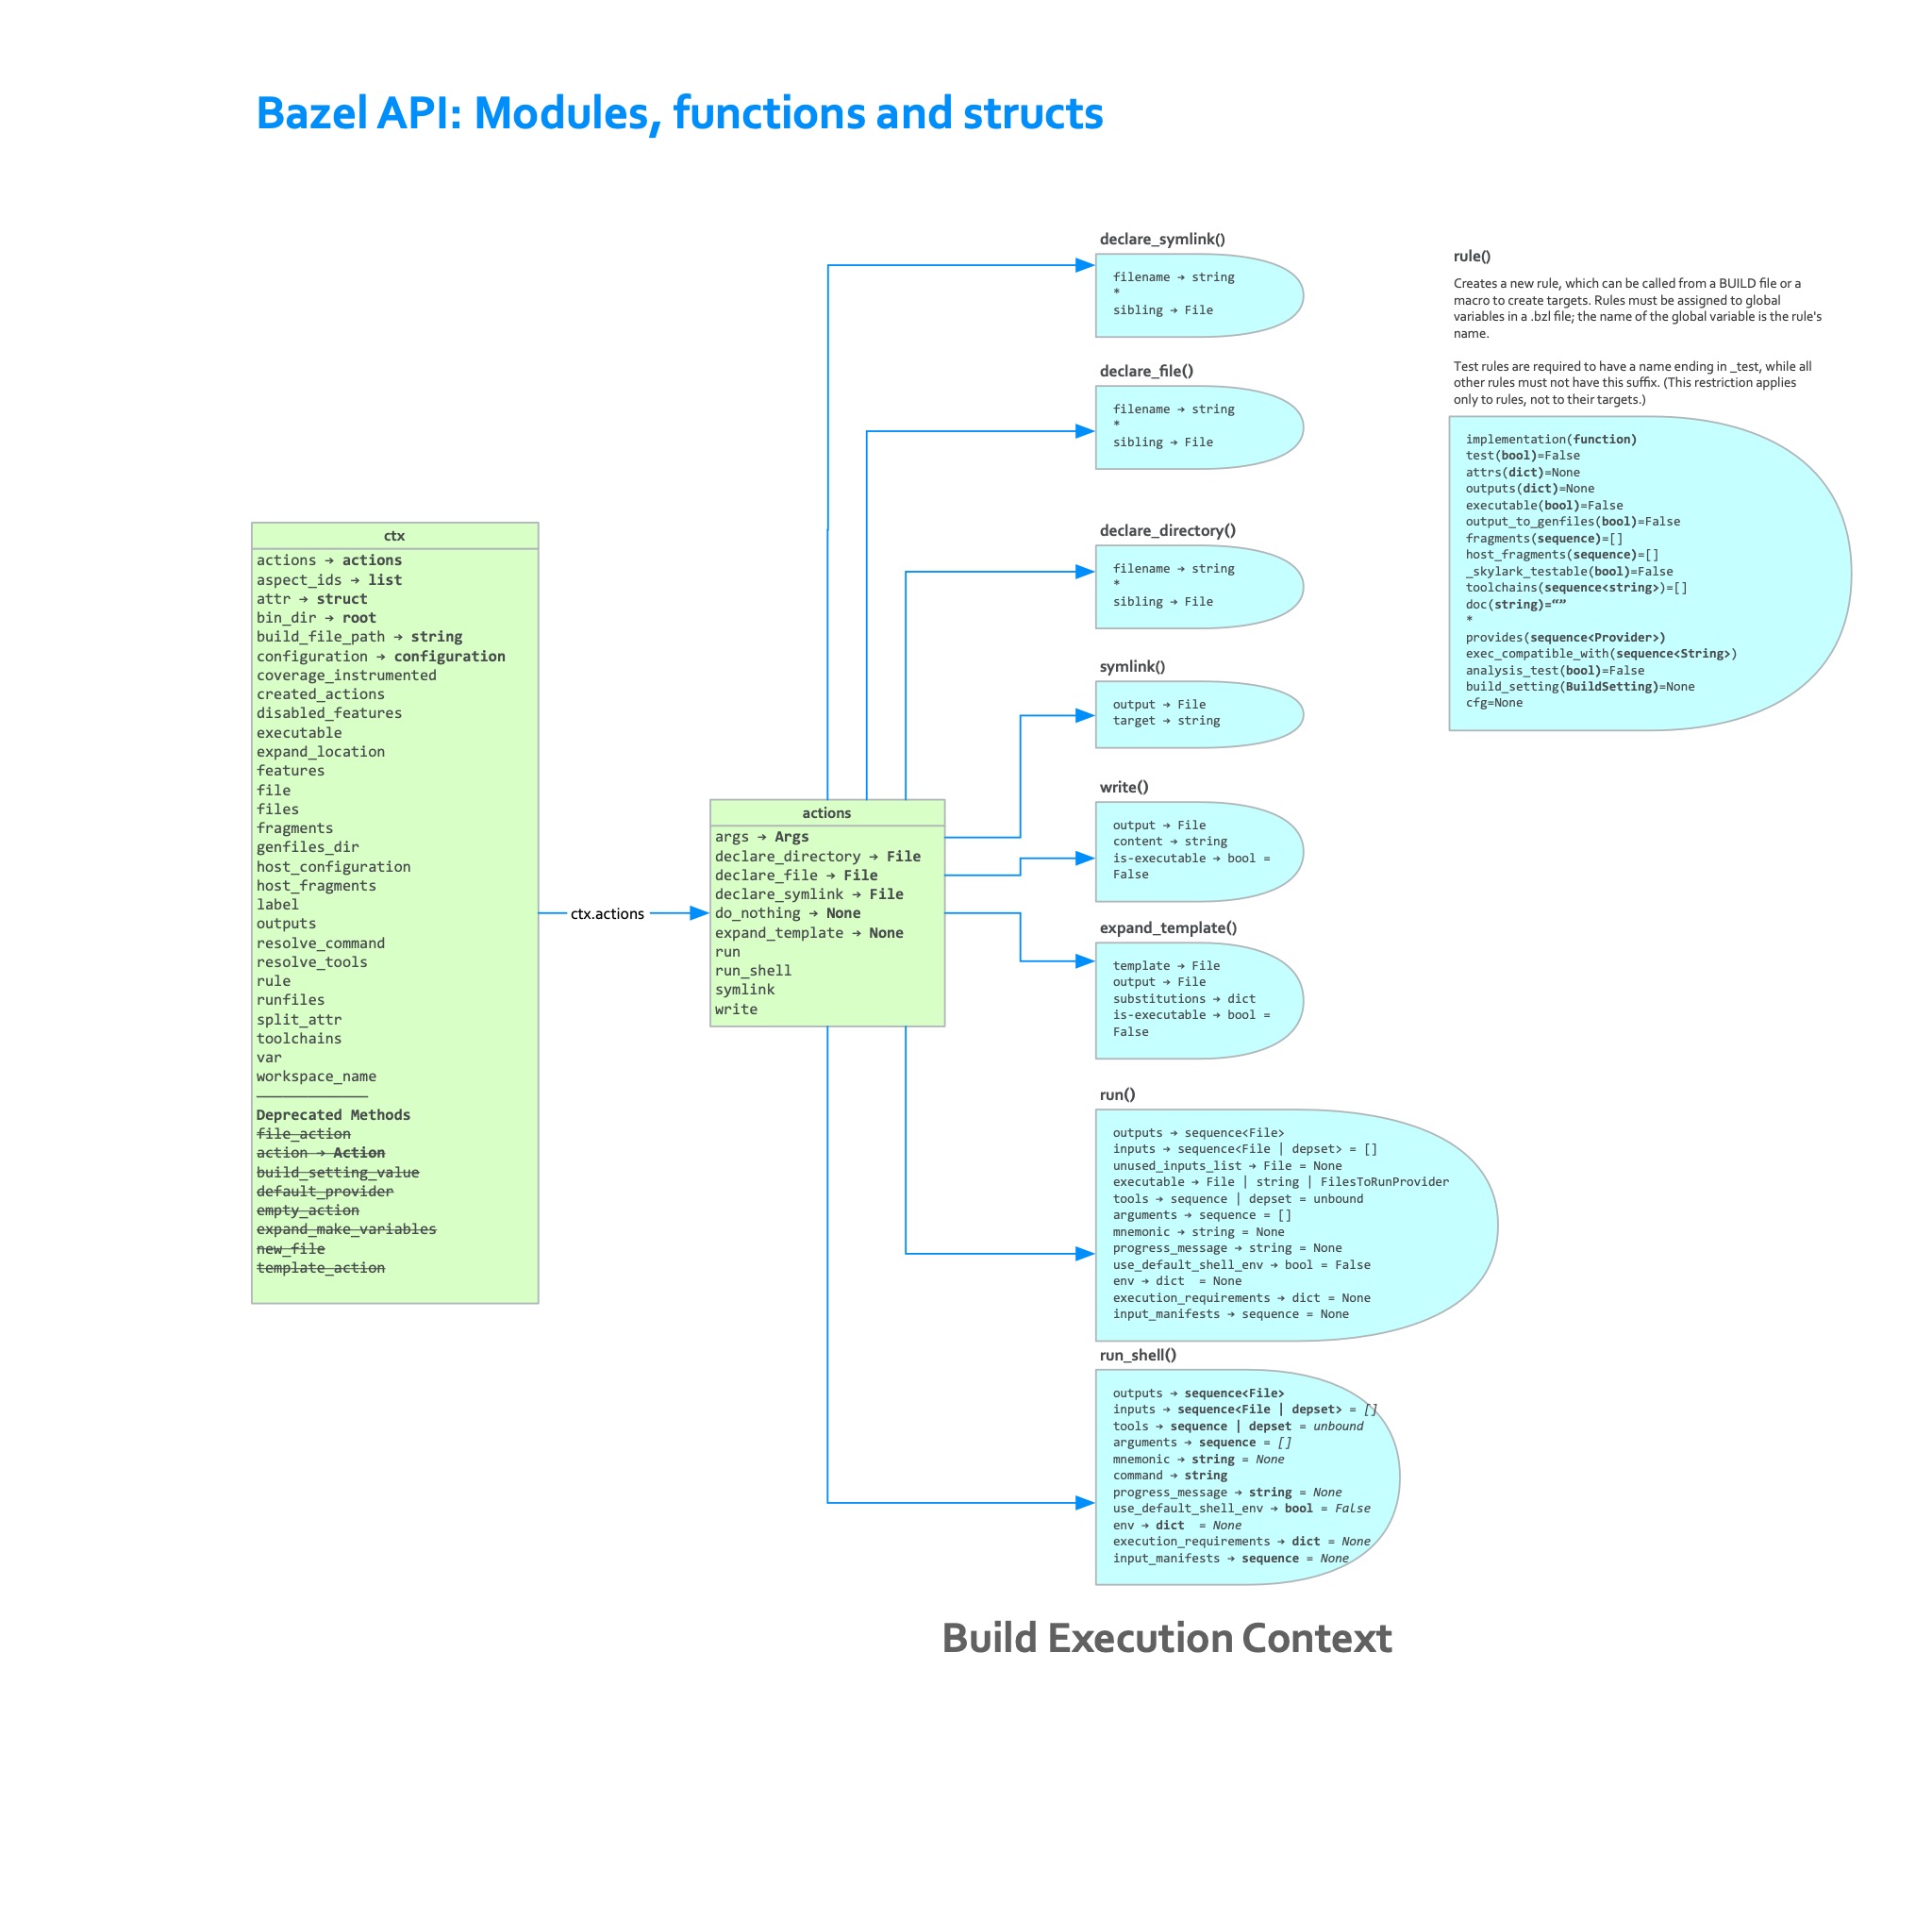 Bazel API: Modules, functions and structs
ctx
actions → actions
aspect_ids → list
attr → struct
bin_dir → root
build_file_path → string
configuration → configuration
coverage_instrumented
created_actions
disabled_features
executable
expand_location
features
file
files
fragments
genfiles_dir
host_configuration
host_fragments
label
outputs
resolve_command
resolve_tools
rule
runfiles
split_attr
toolchains
var
workspace_name
—————————————
Deprecated Methods
file_action
action → Action
build_setting_value
default_provider
empty_action
expand_make_variables
new_file
template_action
ctx.actions
actions
args → Args
declare_directory → File
declare_file → File
declare_symlink → File
do_nothing → None
expand_template → None
run
run_shell
symlink
write
declare_symlink()
filename → string
*
sibling → File
declare_file()
filename → string
*
sibling → File
declare_directory()
filename → string
*
sibling → File
symlink()
output → File
target → string
write()
output → File
content → string
is-executable → bool =
False
expand_template()
template → File
output → File
substitutions → dict
is-executable → bool =
False
run()
outputs → sequence<File>
inputs → sequence<File | depset> = []
unused_inputs_list → File = None
executable → File | string | FilesToRunProvider
tools → sequence | depset = unbound
arguments → sequence = []
mnemonic → string = None
progress_message → string = None
use_default_shell_env → bool = False
env → dict  = None
execution_requirements → dict = None
input_manifests → sequence = None
run_shell()
outputs → sequence<File>
inputs → sequence<File | depset> = []
tools → sequence | depset = unbound
arguments → sequence = []
mnemonic → string = None
command → string
progress_message → string = None
use_default_shell_env → bool = False
env → dict  = None
execution_requirements → dict = None
input_manifests → sequence = None
rule()
Creates a new rule, which can be called from a BUILD file or a
macro to create targets. Rules must be assigned to global
variables in a .bzl file; the name of the global variable is the rule's
name.
Test rules are required to have a name ending in _test, while all
other rules must not have this suffix. (This restriction applies
only to rules, not to their targets.)
implementation(function)
test(bool)=False
attrs(dict)=None
outputs(dict)=None
executable(bool)=False
output_to_genfiles(bool)=False
fragments(sequence)=[]
host_fragments(sequence)=[]
_skylark_testable(bool)=False
toolchains(sequence<string>)=[]
doc(string)=“”
*
provides(sequence<Provider>)
exec_compatible_with(sequence<String>)
analysis_test(bool)=False
build_setting(BuildSetting)=None
cfg=None
Build Execution Context